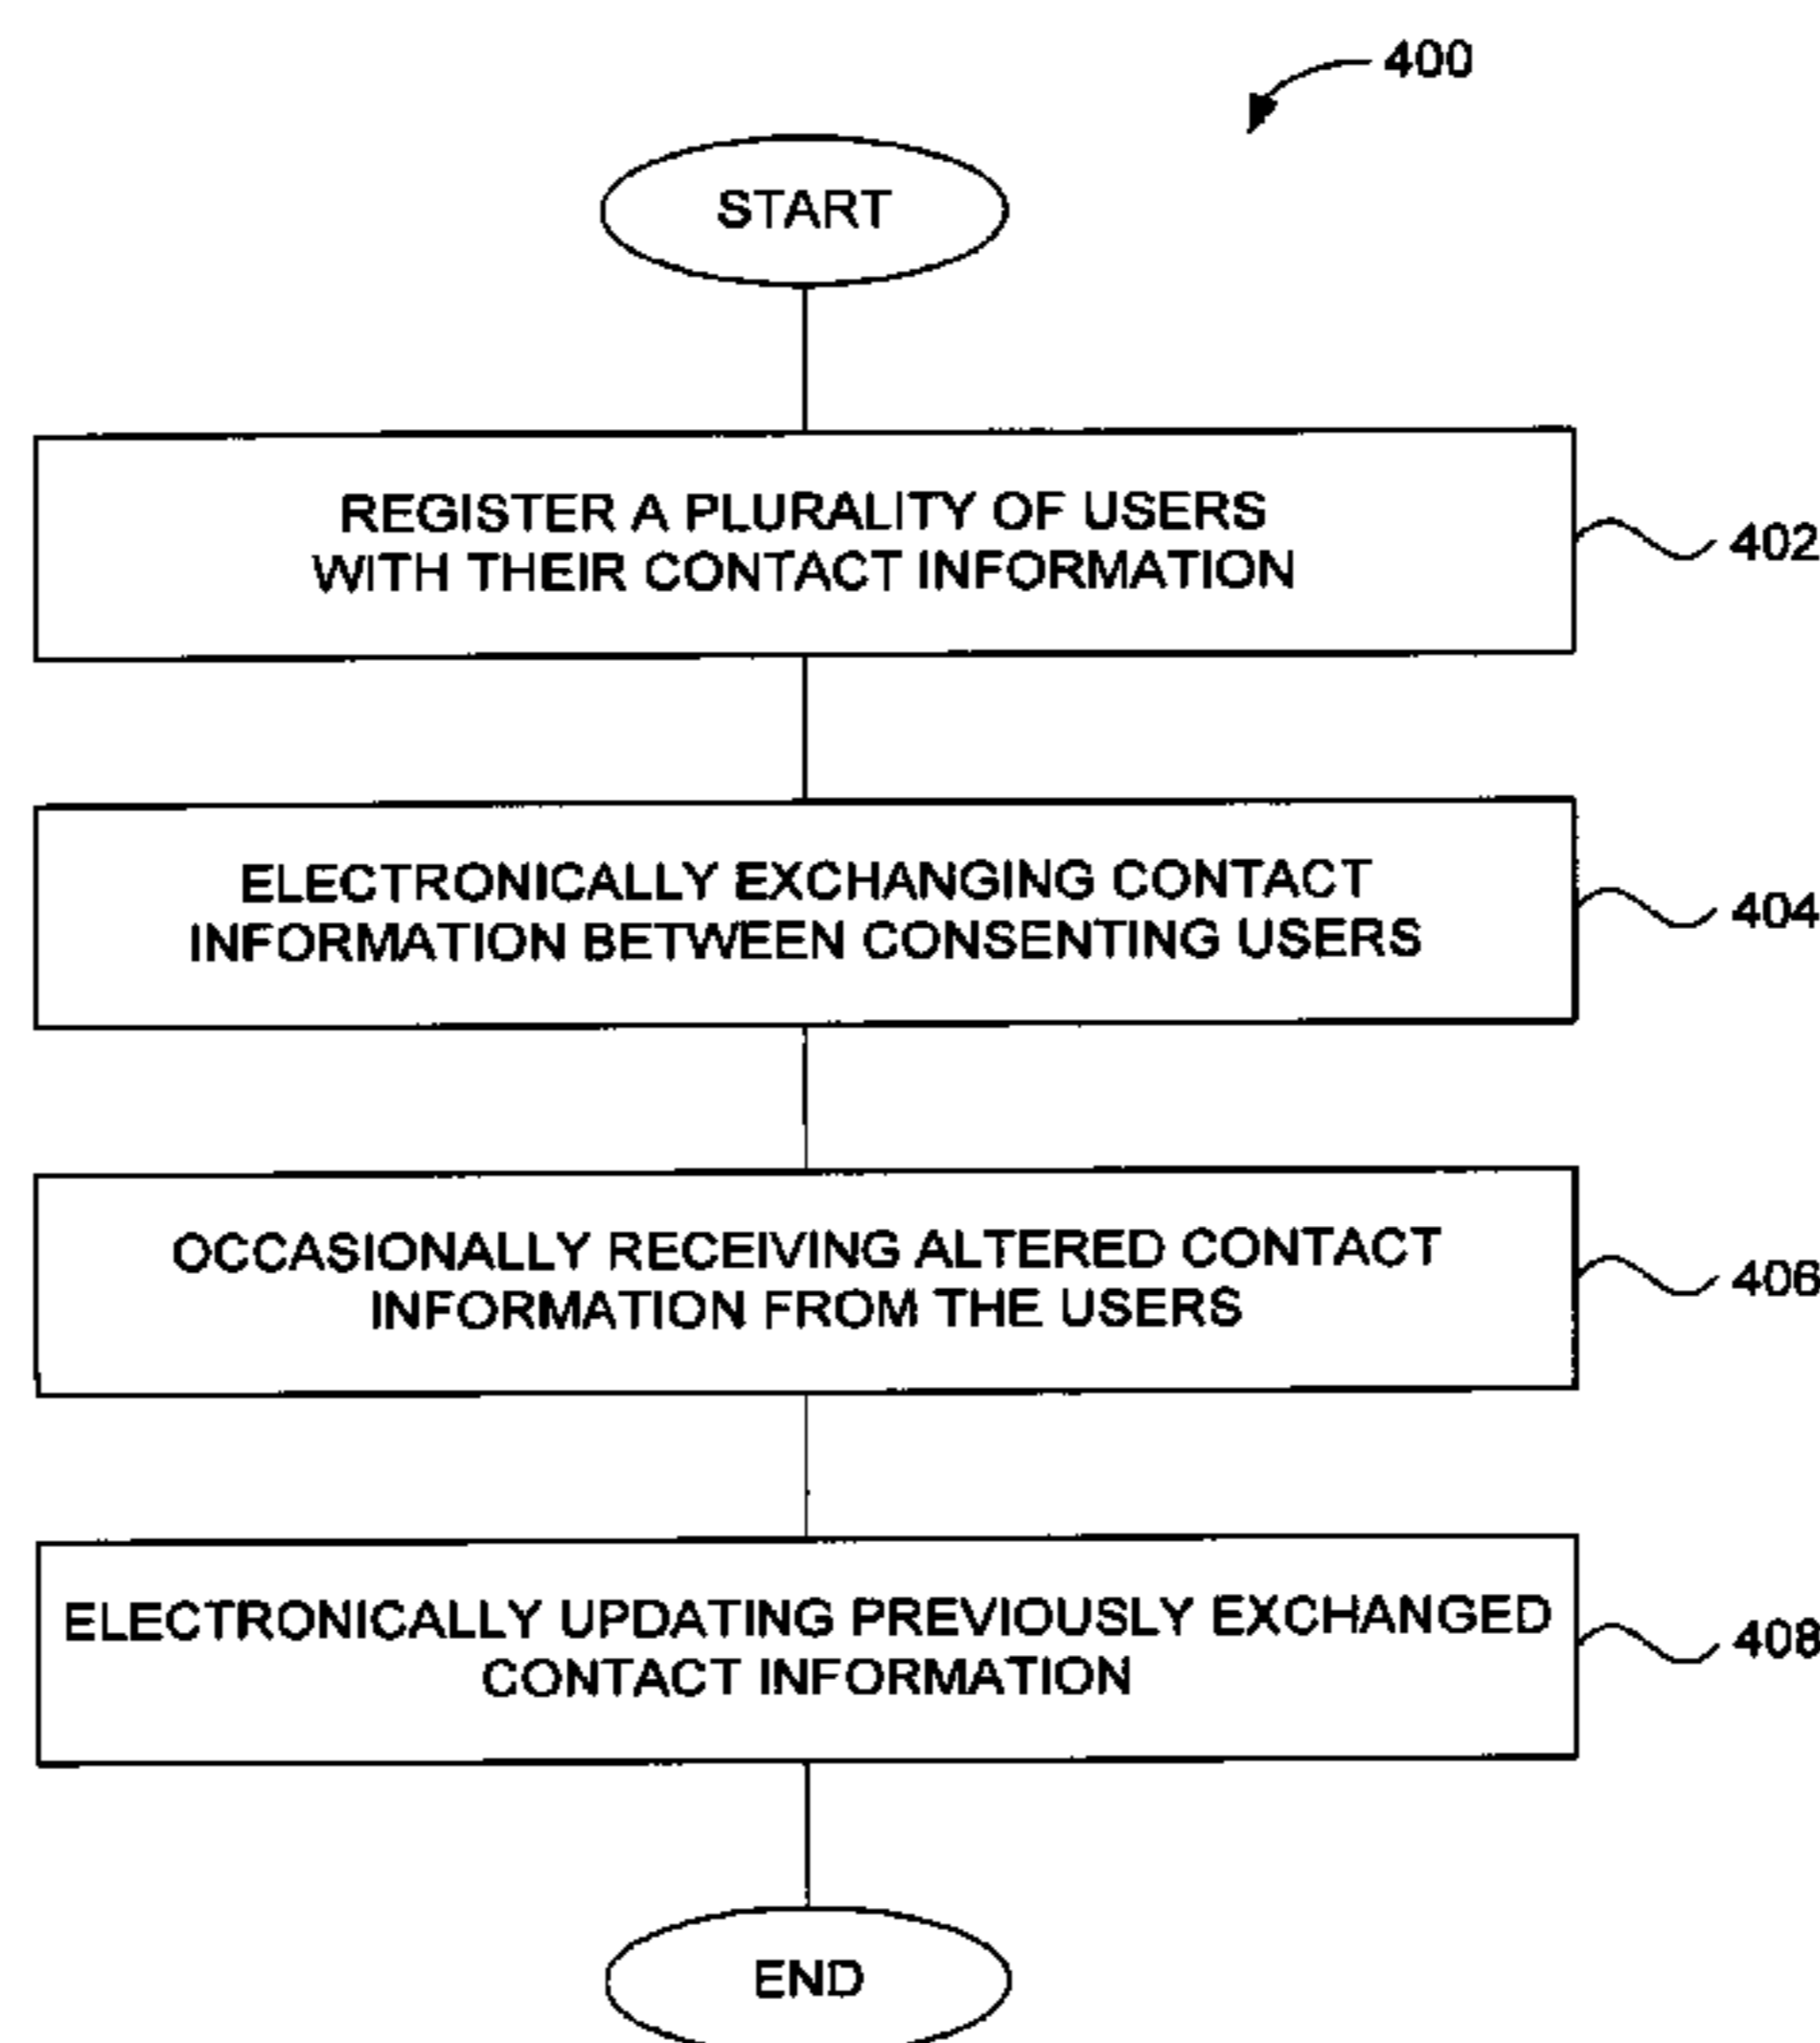 400
START
REGISTER A PLURALITY OF USERS
WITH THEIR CONTACT INFORMATION
402
ELECTRONICALLY EXCHANGING CONTACT
INFORMATION BETWEEN CONSENTING USERS
404
OCCASIONALLY RECEIVING ALTERED CONTACT
INFORMATION FROM THE USERS
406
ELECTRONICALLY UPDATING PREVIOUSLY EXCHANGED
CONTACT INFORMATION
408
END